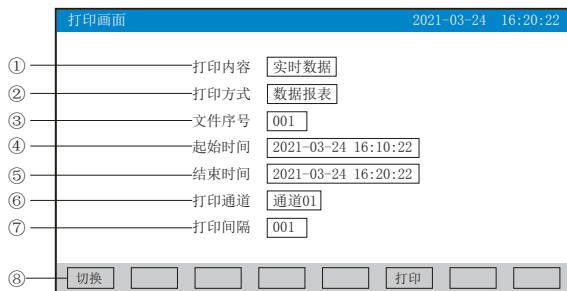 打印画面 2021-03-24 16:20:22
① 打印内容 实时数据
② 打印方式 数据报表
③ 文件序号 001
④ 起始时间 2021-03-24 16:10:22
⑤ 结束时间 2021-03-24 16:20:22
⑥ 打印通道 通道01
⑦ 打印间隔 001
⑧ 切换 打印